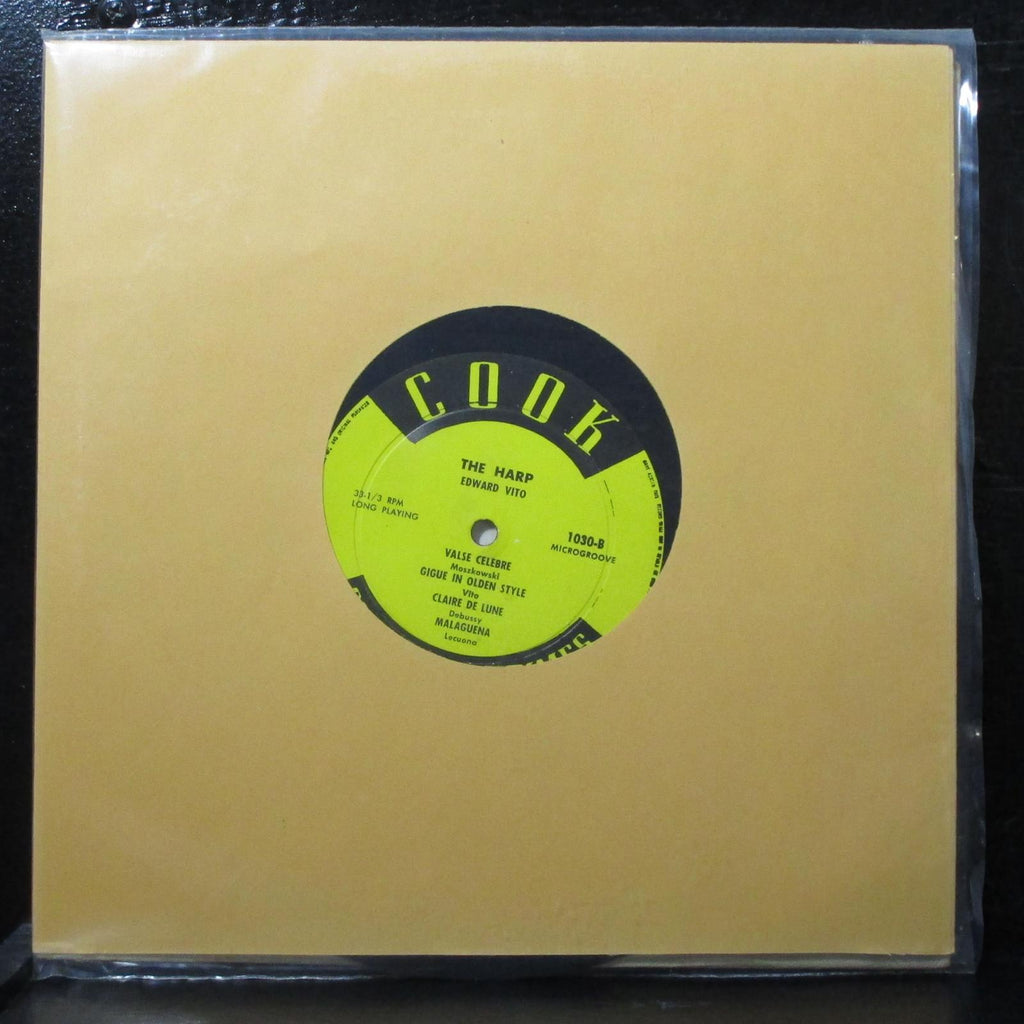 COOK
THE HARP
EDWARD VITO
33-1/3 RPM
LONG PLAYING
1030-B
MICROGROOVE
VALSE CELEBRE
Moszkowski
GIGUE IN OLDEN STYLE
Vito
CLAIRE DE LUNE
Debussy
MALAGUENA
Lecuona